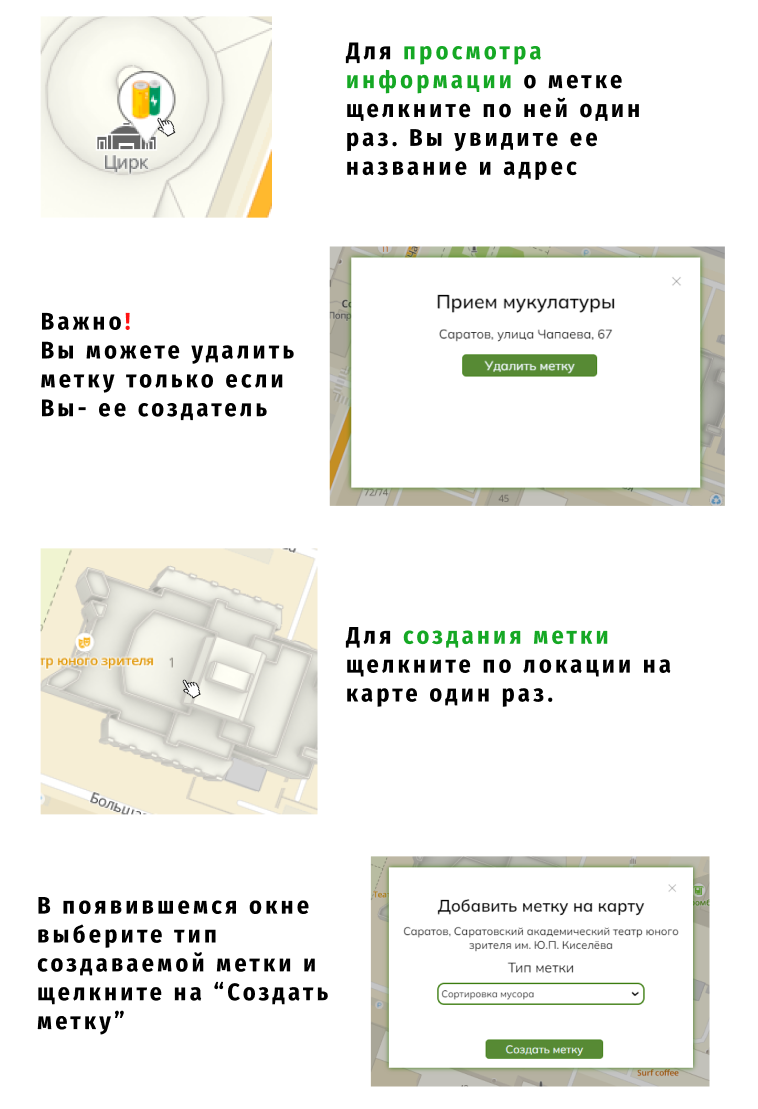 Цирк
Для просмотра
информации о метке
щелкните по ней один
раз. Вы увидите ее
название и адрес
Важно!
Вы можете удалить
метку только если
Вы- ее создатель
11
Прием мукулатуры
Саратов, улица Чапаева, 67
Удалить метку
72/74
45
тр юного зрителя
1
Для создания метки
щелкните по локации на
карте один раз.
В появившемся окне
выберите тип
создаваемой метки и
щелкните на “Создать
метку”
Добавить метку на карту
Саратов, Саратовский академический театр юного
зрителя им. Ю.П. Киселёва
Тип метки
Сортировка мусора
Создать метку
Surf coffee